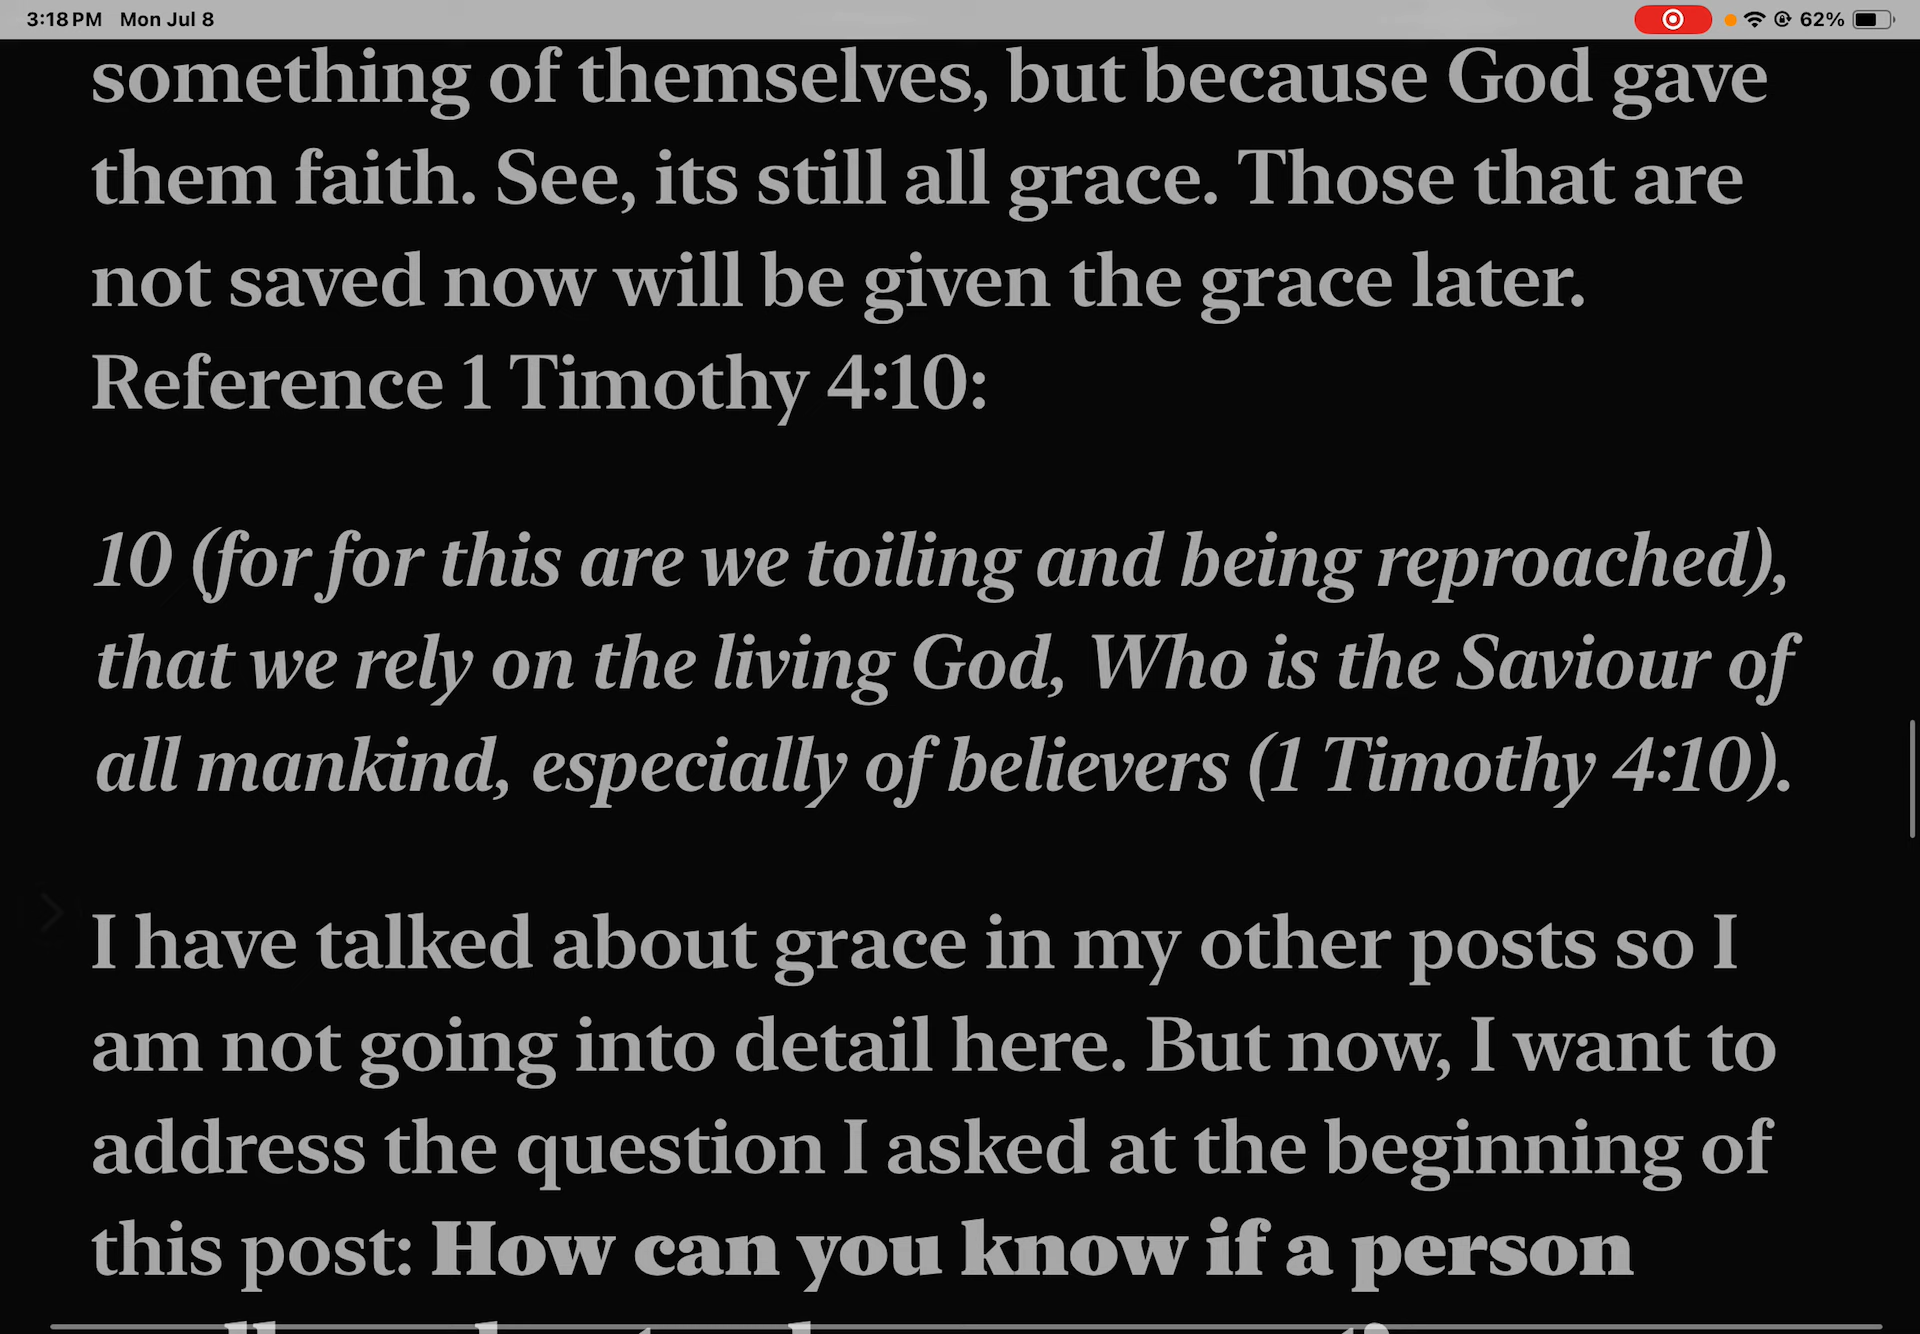 3:18 PM Mon Jul 8
62%
something of themselves, but because God gave
them faith. See, its still all grace. Those that are
not saved now will be given the grace later.
Reference 1 Timothy 4:10:
10 (for for this are we toiling and being reproached),
that we rely on the living God, Who is the Saviour of
all mankind, especially of believers (1 Timothy 4:10).
I have talked about grace in my other posts so I
am not going into detail here. But now, I want to
address the question I asked at the beginning of
this post: How can you know if a person